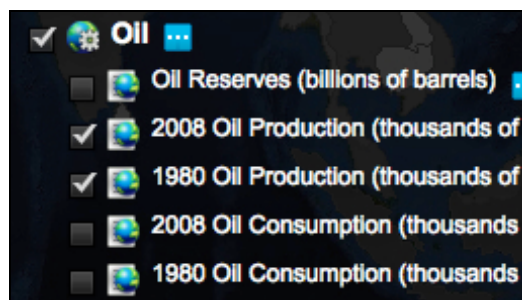 Oil
Oil Reserves (billions of barrels)
2008 Oil Production (thousands of
1980 Oil Production (thousands of
2008 Oil Consumption (thousands
1980 Oil Consumption (thousands